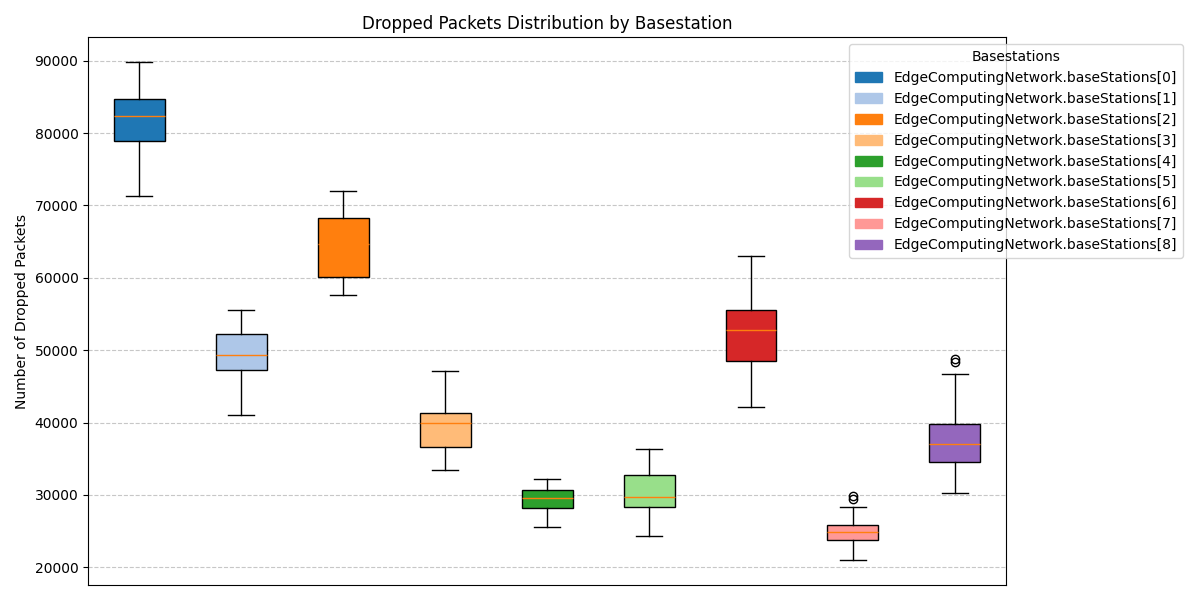 Dropped Packets Distribution by Basestation
Number of Dropped Packets
90000
80000
70000
60000
50000
40000
30000
20000
Basestations
EdgeComputingNetwork.baseStations[0]
EdgeComputingNetwork.baseStations[1]
EdgeComputingNetwork.baseStations[2]
EdgeComputingNetwork.baseStations[3]
EdgeComputingNetwork.baseStations[4]
EdgeComputingNetwork.baseStations[5]
EdgeComputingNetwork.baseStations[6]
EdgeComputingNetwork.baseStations[7]
EdgeComputingNetwork.baseStations[8]